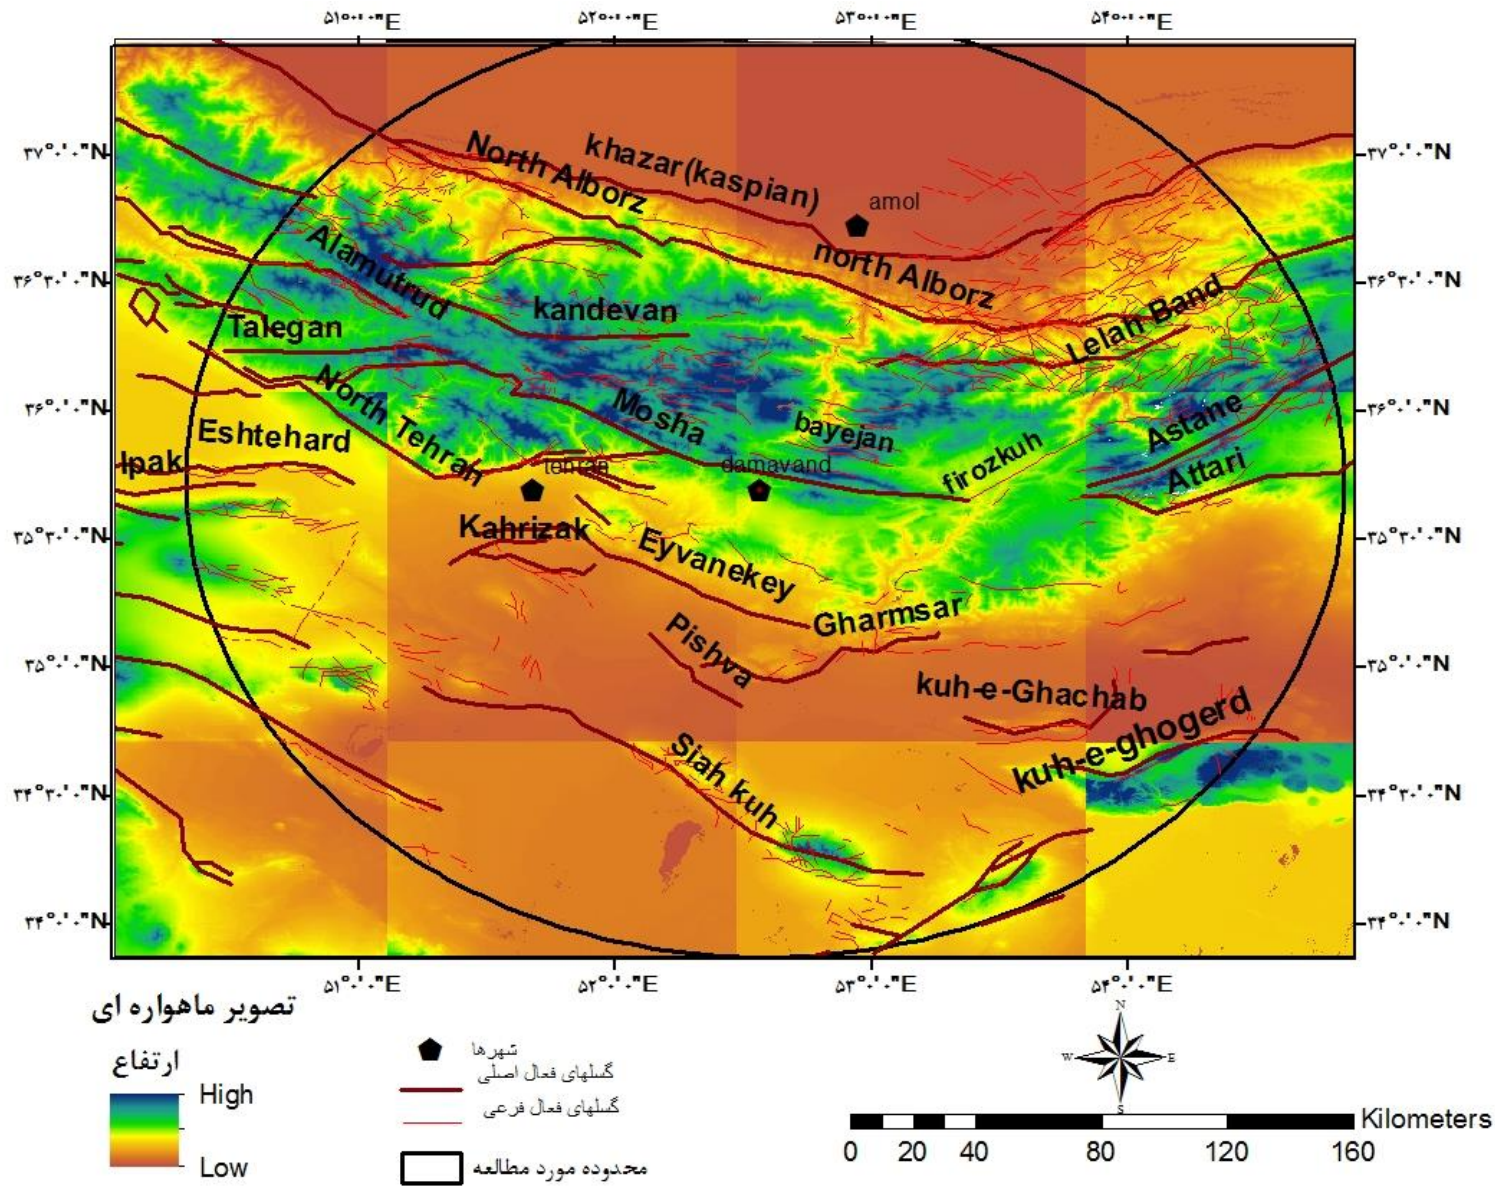 ۵۱°۰'۰"E ۵۲°۰'۰"E ۵۳°۰'۰"E ۵۴°۰'۰"E
۳۷°۰'۰"N ۳۷°۰'۰"N
khazar(kaspian)
North Alborz
amol
north Alborz
Alamutrud
۳۶°۳۰'۰"N ۳۶°۳۰'۰"N
kandevan
Talegan
Lelah Band
North Tehran
۳۶°۰'۰"N ۳۶°۰'۰"N
Mosha
bayejan
Astane
Eshtehard
firozkuh
Ipak
tehran
damavand
Attari
۳۵°۳۰'۰"N ۳۵°۳۰'۰"N
Kahrizak
Eyvanekey
Gharmsar
Pishva
۳۵°۰'۰"N ۳۵°۰'۰"N
kuh-e-Ghachab
kuh-e-ghogerd
Siah kuh
۳۴°۳۰'۰"N ۳۴°۳۰'۰"N
۳۴°۰'۰"N ۳۴°۰'۰"N
۵۱°۰'۰"E ۵۲°۰'۰"E ۵۳°۰'۰"E ۵۴°۰'۰"E
تصویر ماهواره ای
ارتفاع
High
Low
شهرها
گسلهای فعال اصلی
گسلهای فعال فرعی
محدوده مورد مطالعه
N
W E
S
Kilometers
0 20 40 80 120 160